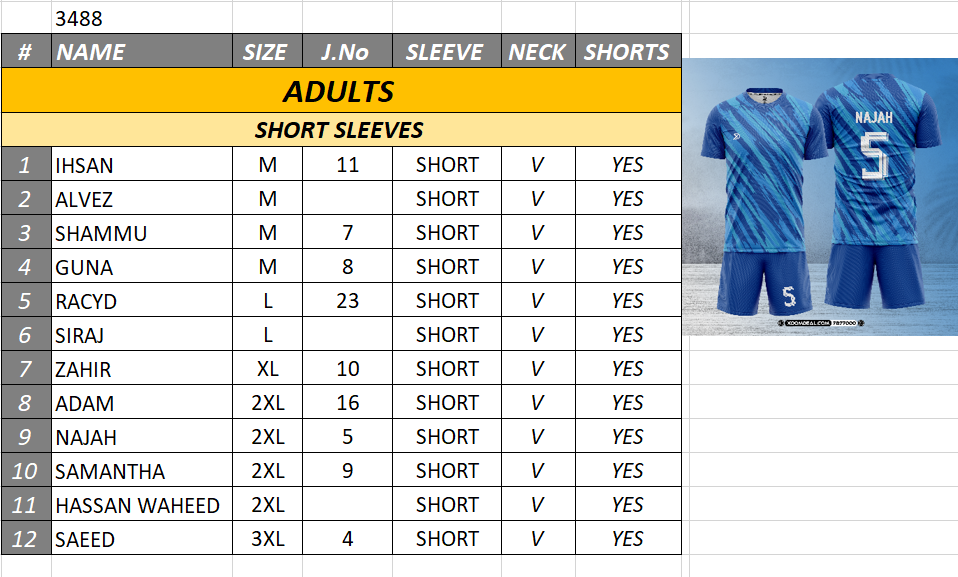 3488
# NAME SIZE J.No SLEEVE NECK SHORTS
ADULTS
SHORT SLEEVES
1 IHSAN M 11 SHORT V YES
2 ALVEZ M SHORT V YES
3 SHAMMU M 7 SHORT V YES
4 GUNA M 8 SHORT V YES
5 RACYD L 23 SHORT V YES
6 SIRAJ L SHORT V YES
7 ZAHIR XL 10 SHORT V YES
8 ADAM 2XL 16 SHORT V YES
9 NAJAH 2XL 5 SHORT V YES
10 SAMANTHA 2XL 9 SHORT V YES
11 HASSAN WAHEED 2XL SHORT V YES
12 SAEED 3XL 4 SHORT V YES
NAJAH
5
5
KOOMDEAL.COM 7877000